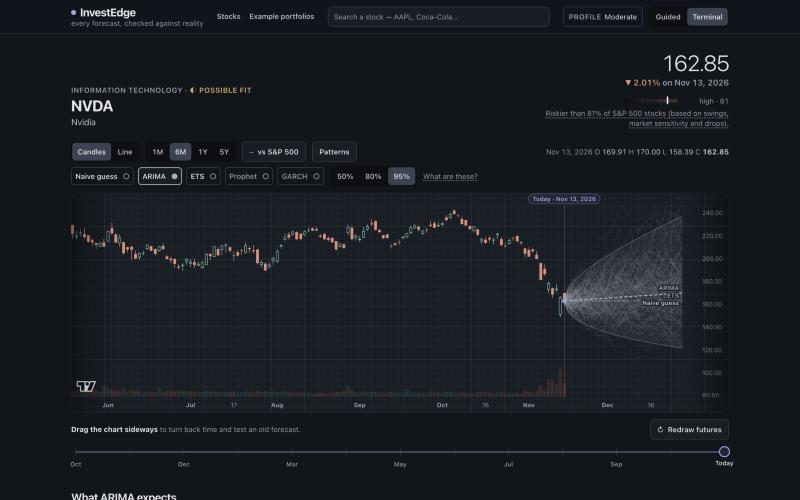 InvestEdge
every forecast, checked against reality
Stocks
Example portfolios
Search a stock — AAPL, Coca-Cola...
PROFILE Moderate
Guided
Terminal
162.85
▼ 2.01% on Nov 13, 2026
INFORMATION TECHNOLOGY · POSSIBLE FIT
high · 81
NVDA
Riskier than 81% of S&P 500 stocks (based on swings,
market sensitivity and drops).
Nvidia
Candles
Line
1M
6M
1Y
5Y
– vs S&P 500
Patterns
Nov 13, 2026 O 169.91 H 170.00 L 158.39 C 162.85
Naive guess
ARIMA
ETS
Prophet
GARCH
50%
80%
95%
What are these?
Today · Nov 13, 2026
240.00
220.00
200.00
180.00
160.00
140.00
120.00
100.00
80.00
ARIMA
ETS
Naive guess
Jun
Jul
17
Aug
Sep
Oct
16
Nov
Dec
16
Drag the chart sideways to turn back time and test an old forecast.
Redraw futures
Oct
Dec
Mar
May
Jul
Sep
Today
What ARIMA expects